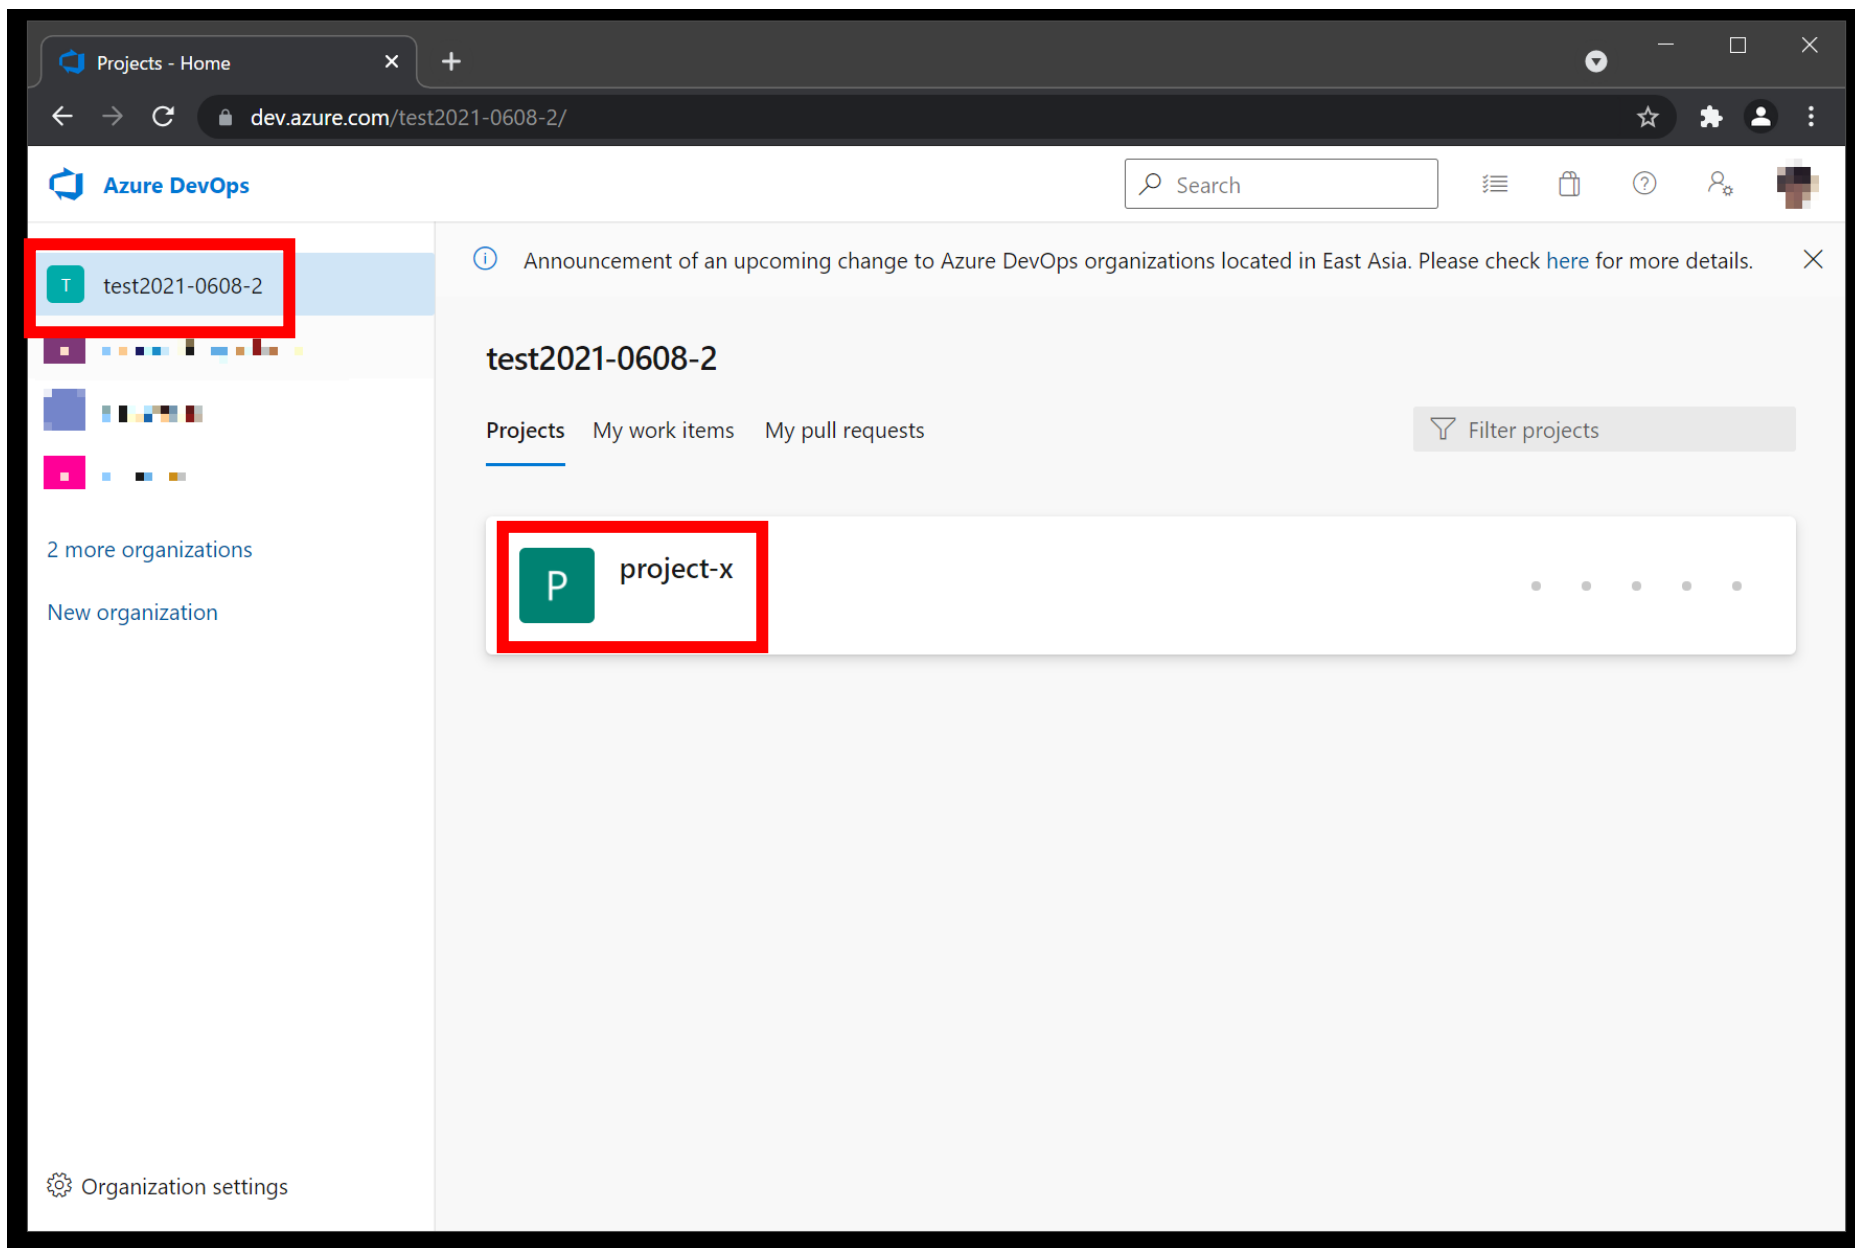 Projects - Home
dev.azure.com/test2021-0608-2/
Azure DevOps
Search
T test2021-0608-2
2 more organizations
New organization
Organization settings
Announcement of an upcoming change to Azure DevOps organizations located in East Asia. Please check here for more details.
test2021-0608-2
Projects My work items My pull requests
Filter projects
P project-x